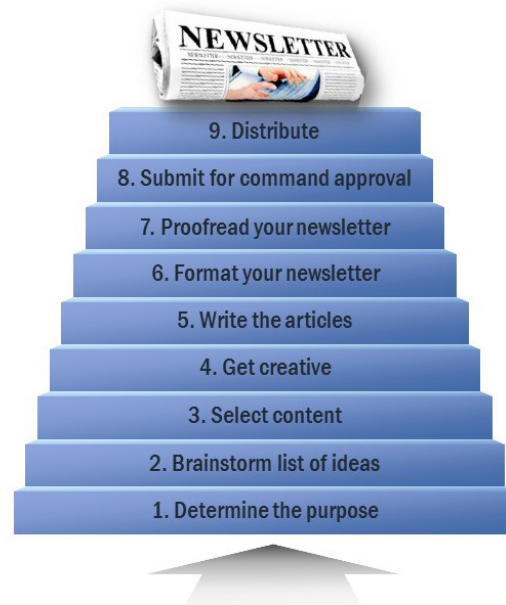 NEWSLETTER
9. Distribute
8. Submit for command approval
7. Proofread your newsletter
6. Format your newsletter
5. Write the articles
4. Get creative
3. Select content
2. Brainstorm list of ideas
1. Determine the purpose